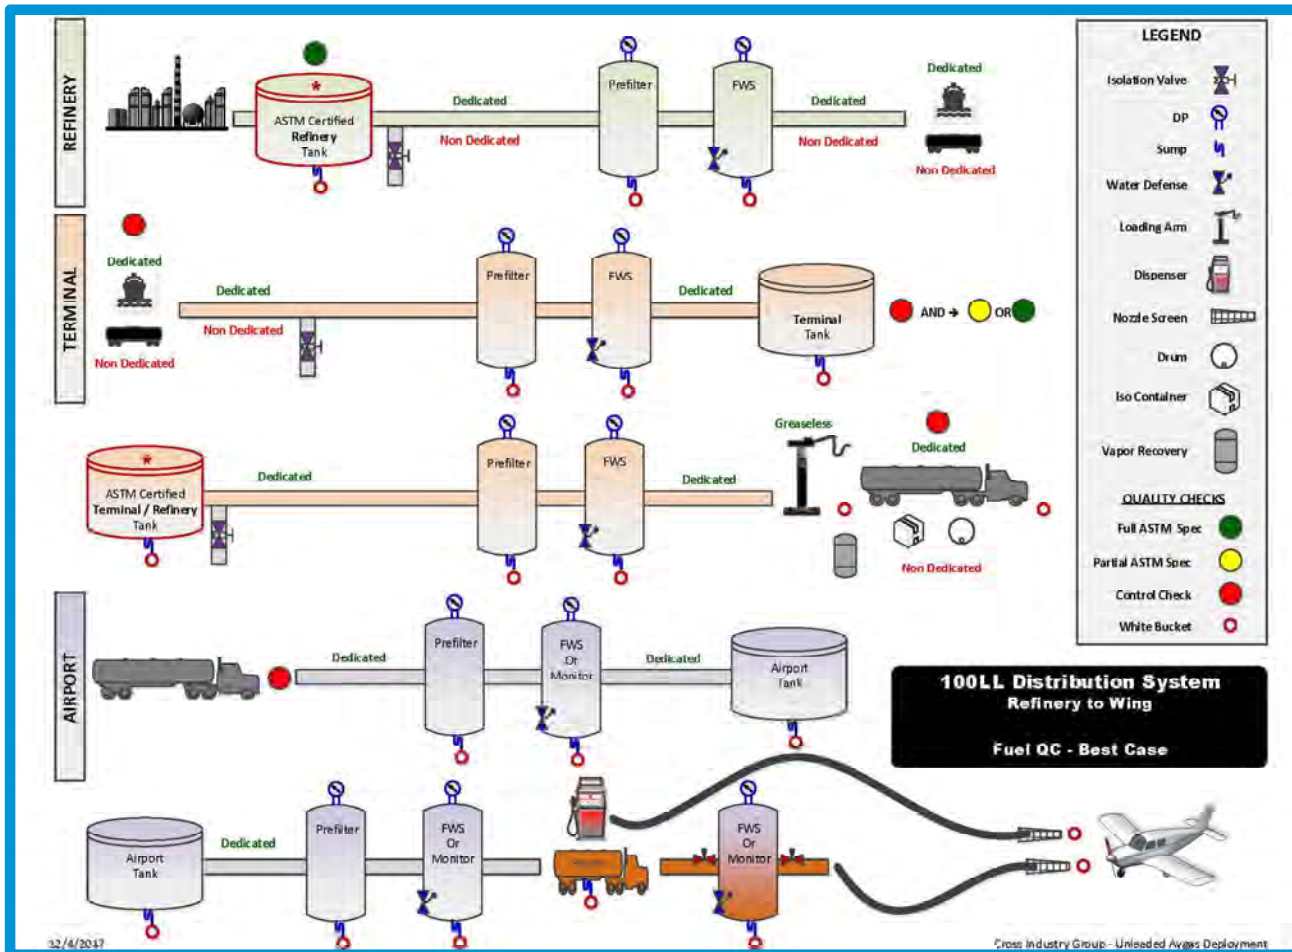 REFINERY
ASTM Certified
Refinery
Tank
*
Dedicated
Non Dedicated
Prefilter
FWS
Dedicated
Non Dedicated
Dedicated
Non Dedicated
TERMINAL
Dedicated
Non Dedicated
Dedicated
Non Dedicated
Prefilter
FWS
Dedicated
Terminal
Tank
AND → OR
*
ASTM Certified
Terminal / Refinery
Tank
Dedicated
Prefilter
FWS
Dedicated
Greaseless
Dedicated
Non Dedicated
AIRPORT
Dedicated
Prefilter
FWS
Or
Monitor
Dedicated
Airport
Tank
Airport
Tank
Dedicated
Prefilter
FWS
Or
Monitor
FWS
Or
Monitor
LEGEND
Isolation Valve
DP
Sump
Water Defense
Loading Arm
Dispenser
Nozzle Screen
Drum
Iso Container
Vapor Recovery
QUALITY CHECKS
Full ASTM Spec
Partial ASTM Spec
Control Check
White Bucket
100LL Distribution System
Refinery to Wing
Fuel QC - Best Case
12/4/2017
Cross Industry Group - Unleaded Avgas Deployment